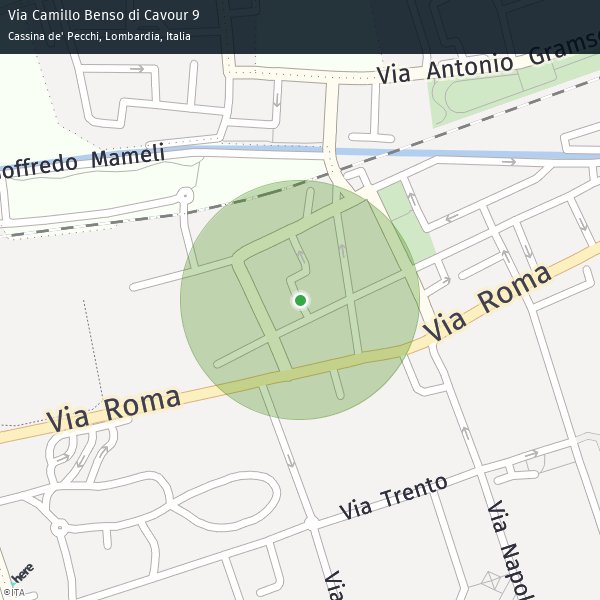 Via Camillo Benso di Cavour 9
Cassina de' Pecchi, Lombardia, Italia
Via Antonio Gramsc
offredo Mameli
Via Roma
Via Roma
Via Trento
Via Napol
Via
here
©ITA